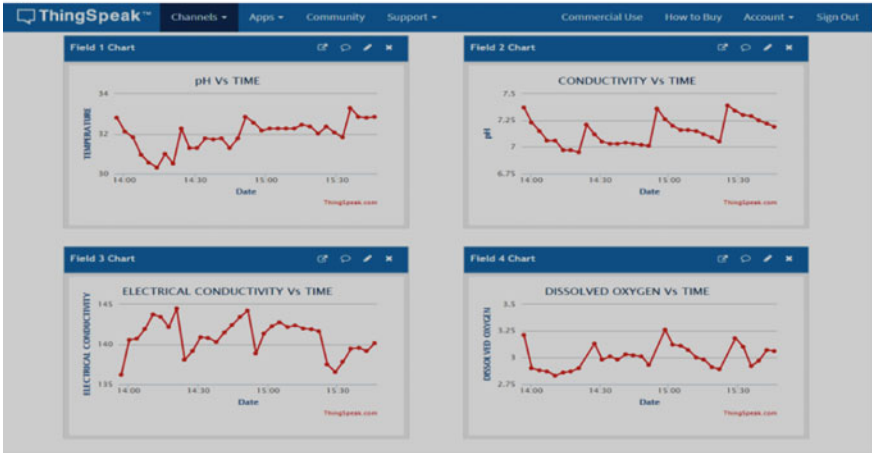 ThingSpeak™ Channels Apps Community Support Commercial Use How to Buy Account Sign Out
Field 1 Chart
pH Vs TIME
TEMPERATURE
34
32
30
14:00 14:30 15:00 15:30
Date
ThingSpeak.com
Field 2 Chart
CONDUCTIVITY Vs TIME
pH
7.5
7.25
7
6.75
14:00 14:30 15:00 15:30
Date
ThingSpeak.com
Field 3 Chart
ELECTRICAL CONDUCTIVITY Vs TIME
ELECTRICAL CONDUCTIVITY
145
140
135
14:00 14:30 15:00 15:30
Date
ThingSpeak.com
Field 4 Chart
DISSOLVED OXYGEN Vs TIME
DISSOLVED OXYGEN
3.5
3.25
3
2.75
14:00 14:30 15:00 15:30
Date
ThingSpeak.com